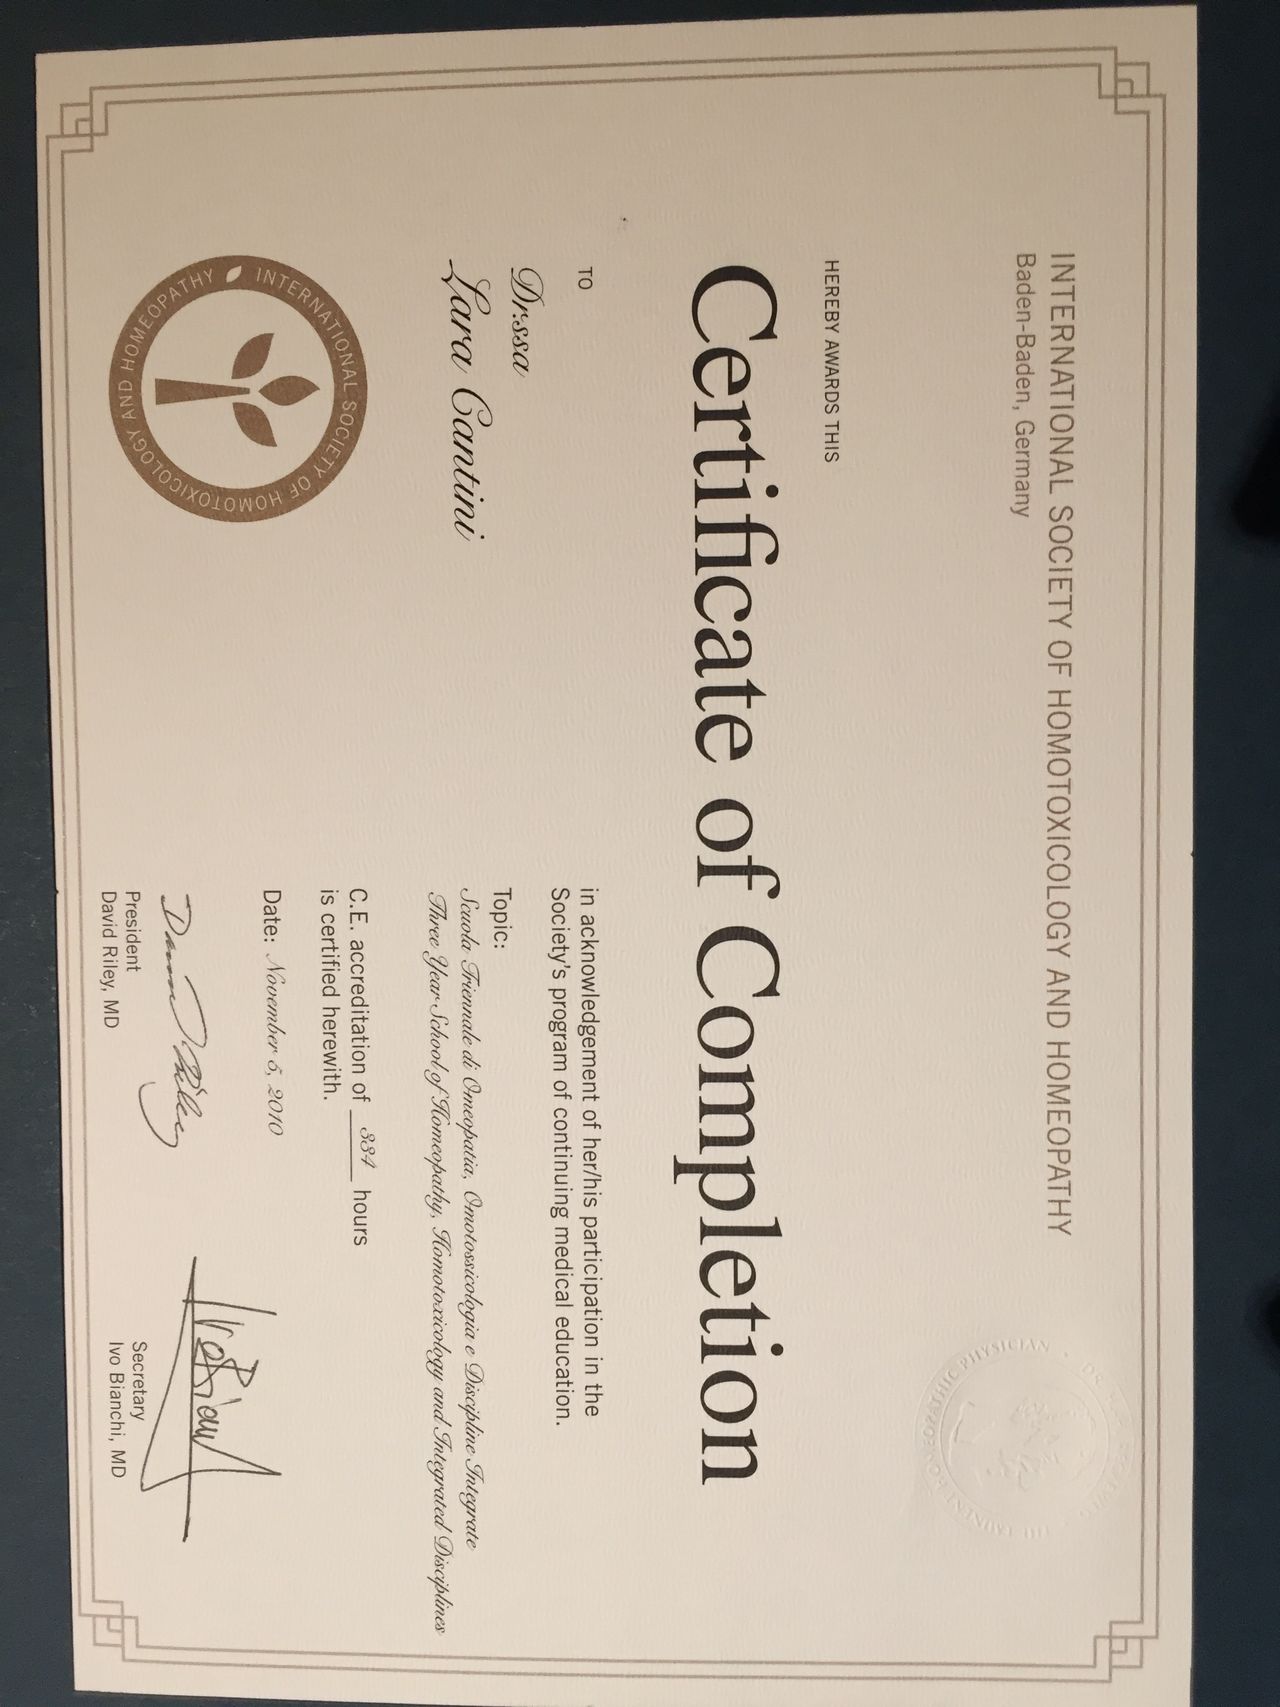 INTERNATIONAL SOCIETY OF HOMOTOXICOLOGY AND HOMEOPATHY
Baden-Baden, Germany
HEREBY AWARDS THIS
Certificate of Completion
TO
Dr.ssa
Lara Cantini
in acknowledgement of her/his participation in the
Society's program of continuing medical education.
Topic:
Scuola Triennale di Omeopatia, Omotossicologia e Discipline Integrate
Three Year School of Homeopathy, Homotoxicology and Integrated Disciplines
C.E. accreditation of 334 hours
is certified herewith.
Date: November 5, 2010
INTERNATIONAL SOCIETY OF HOMOTOXICOLOGY AND HOMEOPATHY
President
David Riley, MD
Secretary
Ivo Bianchi, MD
PHYSICIAN · DR.